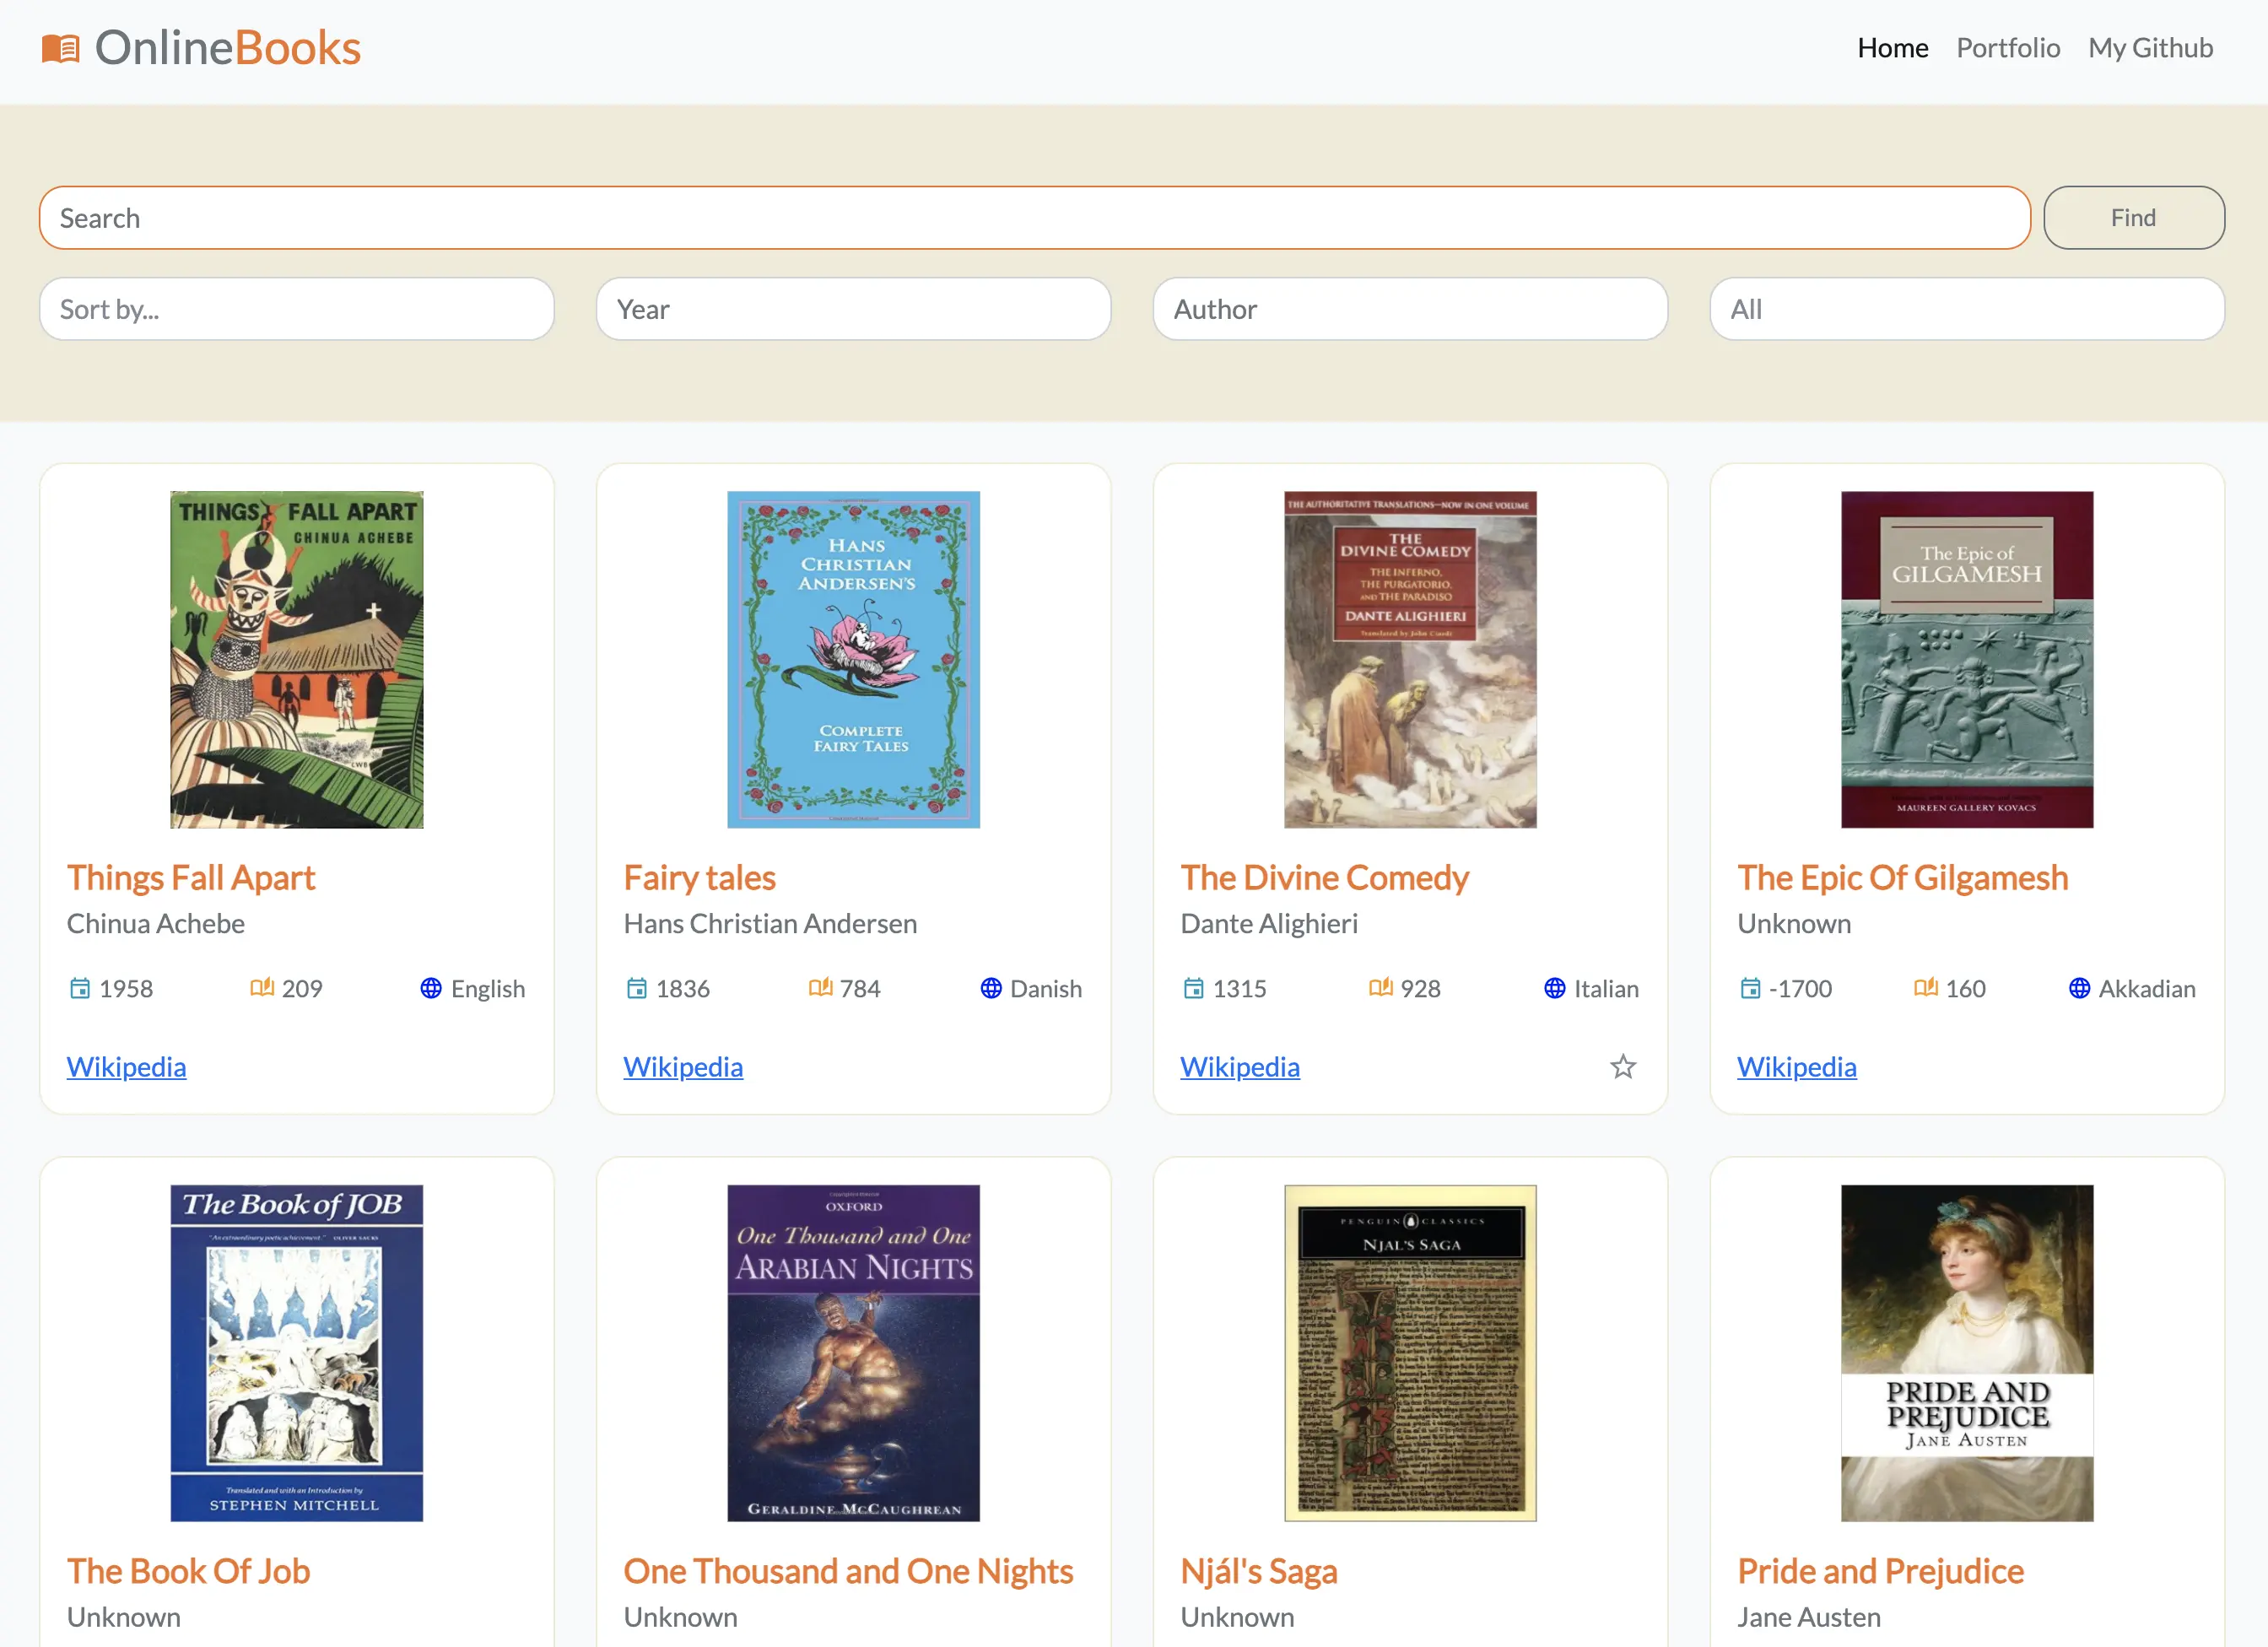 OnlineBooks
Home Portfolio My Github
Search
Find
Sort by...
Year
Author
All
THINGS FALL APART
CHINUA ACHEBE
LWB
Things Fall Apart
Chinua Achebe
1958 209 English
Wikipedia
HANS
CHRISTIAN
ANDERSEN'S
COMPLETE
FAIRY TALES
Fairy tales
Hans Christian Andersen
1836 784 Danish
Wikipedia
THE AUTHORITATIVE TRANSLATIONS—NOW IN ONE VOLUME
THE
DIVINE COMEDY
THE INFERNO,
THE PURGATORIO,
AND THE PARADISO
DANTE ALIGHIERI
Translated by John Ciardi
The Divine Comedy
Dante Alighieri
1315 928 Italian
Wikipedia
The Epic of
GILGAMESH
MAUREEN GALLERY KOVACS
The Epic Of Gilgamesh
Unknown
-1700 160 Akkadian
Wikipedia
The Book of JOB
"An extraordinary poetic achievement." OLIVER SACKS
Translated and with an Introduction by
STEPHEN MITCHELL
The Book Of Job
Unknown
OXFORD
One Thousand and One
ARABIAN NIGHTS
GERALDINE MCCAUGHREAN
One Thousand and One Nights
Unknown
PENGUIN CLASSICS
NJAL'S SAGA
Njál's Saga
Unknown
PRIDE AND
PREJUDICE
JANE AUSTEN
Pride and Prejudice
Jane Austen